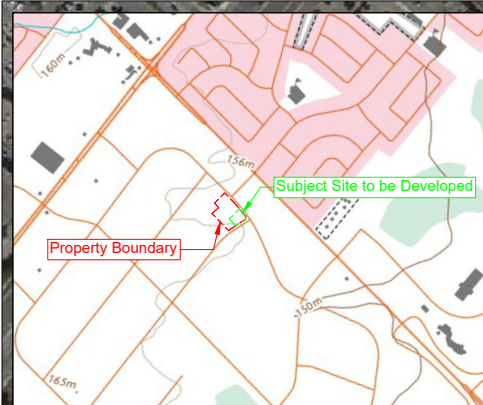 160m
156m
Subject Site to be Developed
Property Boundary
150m
165m